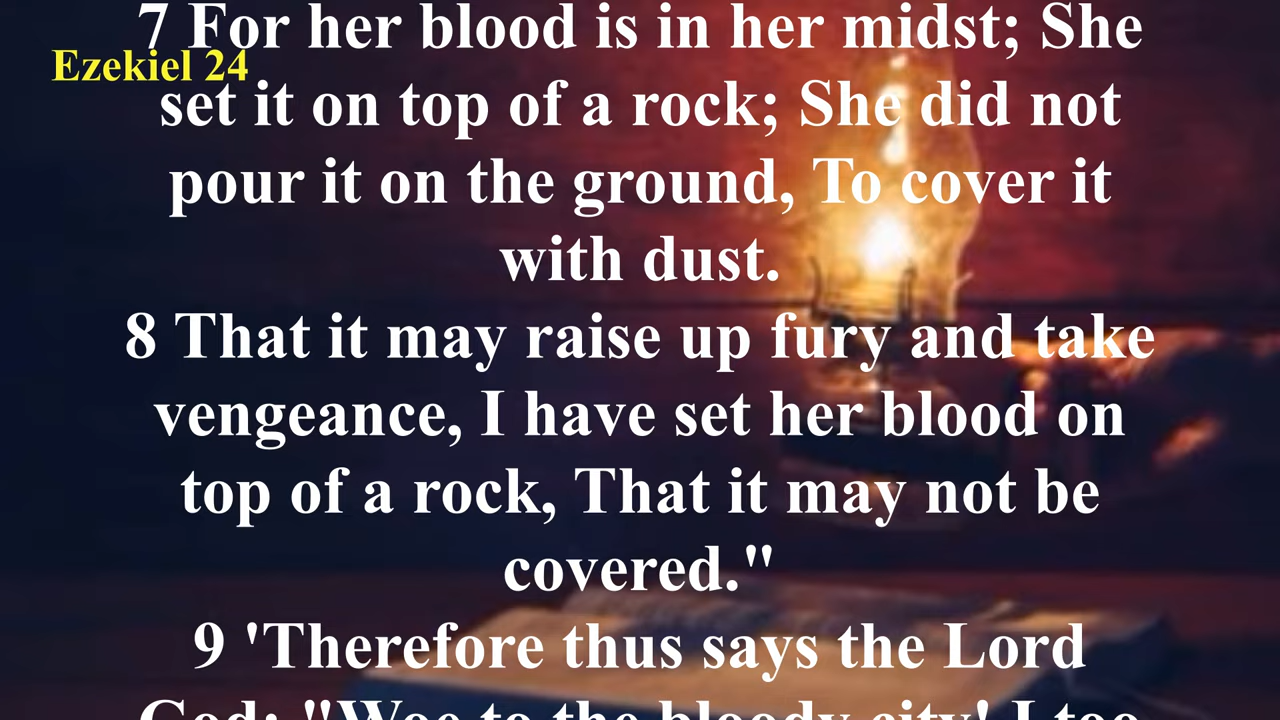 7 For her blood is in her midst; She
Ezekiel 24
set it on top of a rock; She did not
pour it on the ground, To cover it
with dust.
8 That it may raise up fury and take
vengeance, I have set her blood on
top of a rock, That it may not be
covered."
9 'Therefore thus says the Lord
God: "Woe to the bloody city! I too